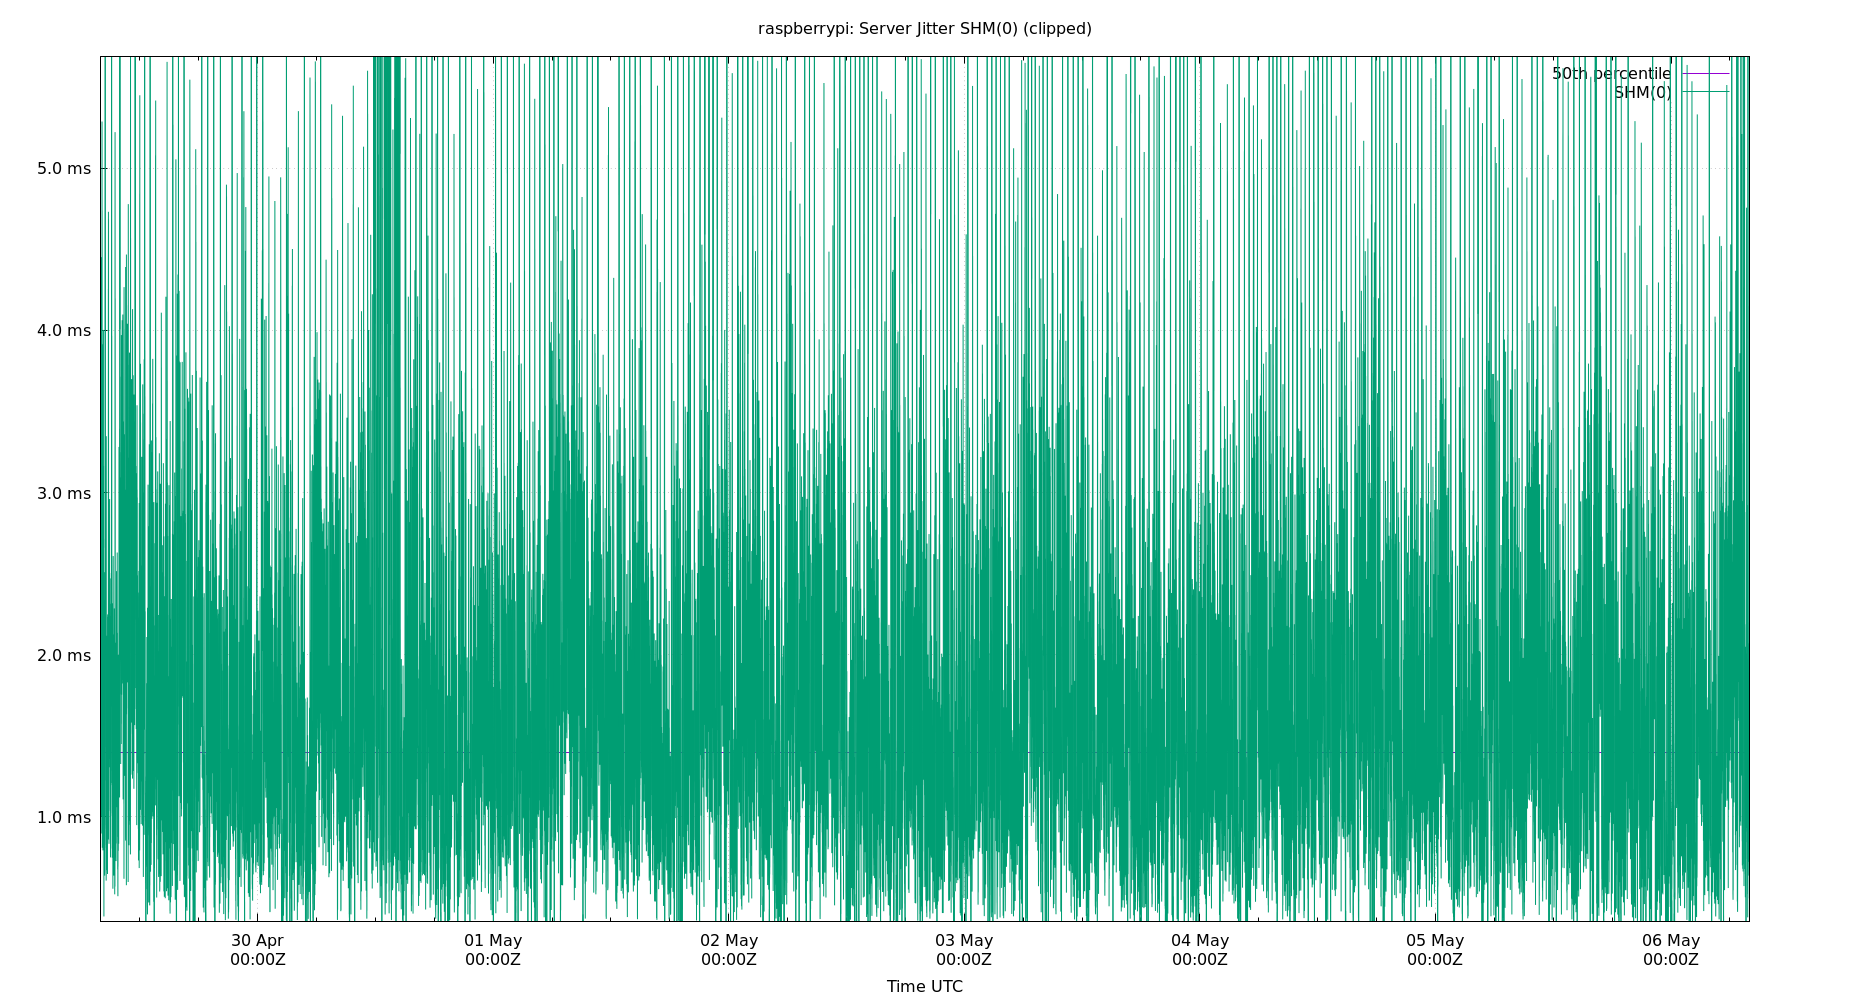 raspberrypi: Server Jitter SHM(0) (clipped)
50th percentile
SHM(0)
5.0 ms
4.0 ms
3.0 ms
2.0 ms
1.0 ms
30 Apr 01 May 02 May 03 May 04 May 05 May 06 May
00:00Z 00:00Z 00:00Z 00:00Z 00:00Z 00:00Z 00:00Z
Time UTC